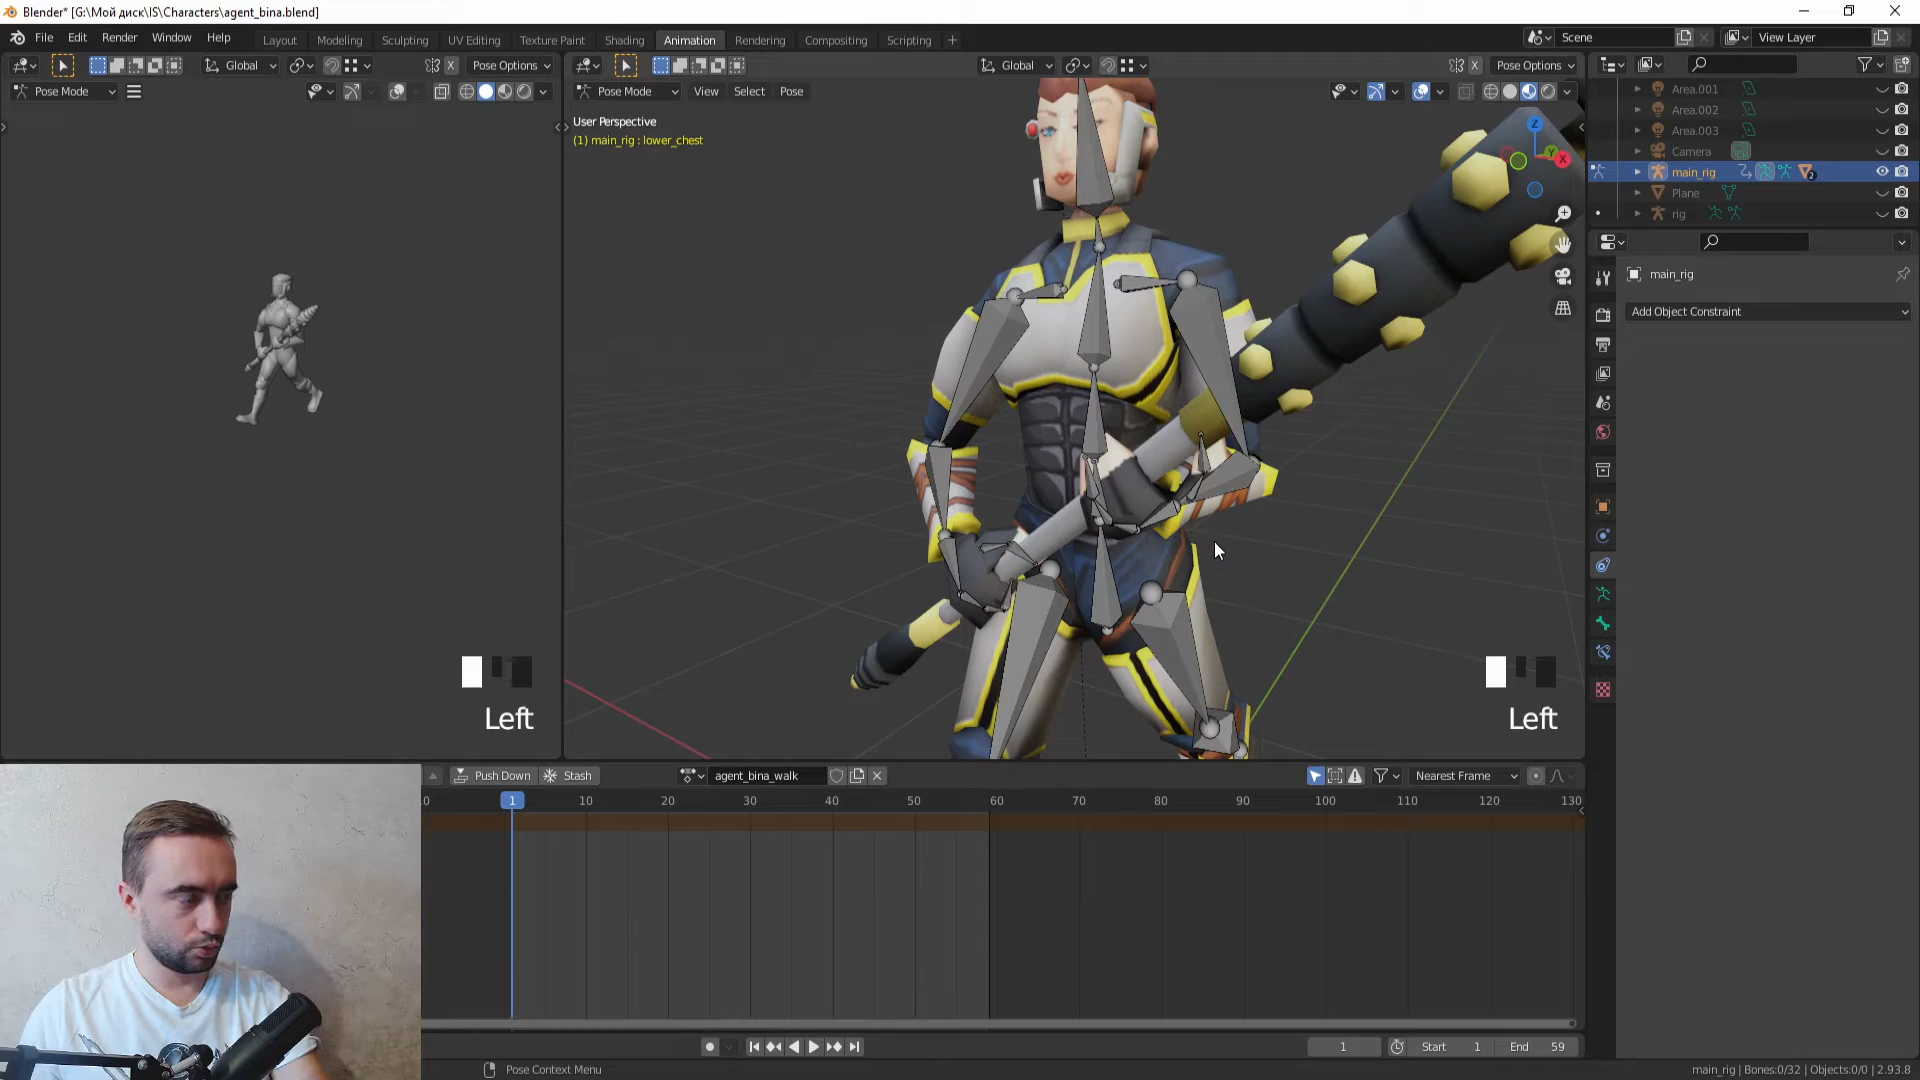 Blender* [G:\Мой диск\IS\Characters\agent_bina.blend]
File Edit Render Window Help
Layout Modeling Sculpting UV Editing Texture Paint Shading Animation Rendering Compositing Scripting
Scene
View Layer
Global
Pose Options
Global
Pose Options
Pose Mode
Pose Mode View Select Pose
User Perspective
(1) main_rig : lower_chest
Z
Y
X
Area.001
Area.002
Area.003
Camera
main_rig
2
Plane
rig
main_rig
Add Object Constraint
Left
Left
Push Down
Stash
agent_bina_walk
Nearest Frame
0 1 10 20 30 40 50 60 70 80 90 100 110 120 130
1
Start 1
End 59
Pose Context Menu
main_rig | Bones:0/32 | Objects:0/0 | 2.93.8